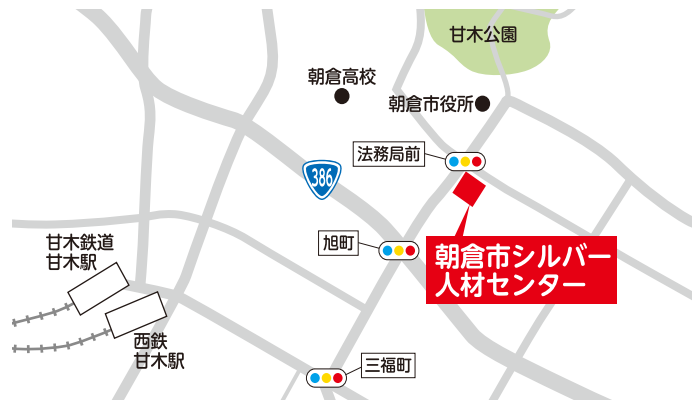 甘木公園
朝倉高校
朝倉市役所
法務局前
386
旭町
甘木鉄道
甘木駅
朝倉市シルバー
人材センター
西鉄
甘木駅
三福町